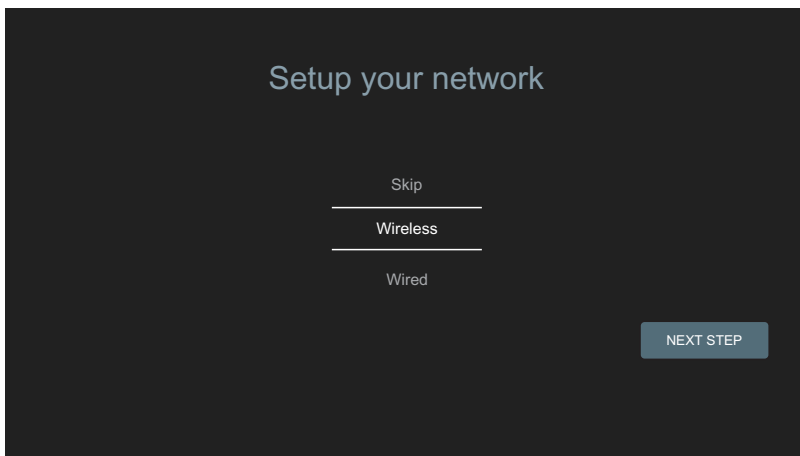 Setup your network
Skip
Wireless
Wired
NEXT STEP